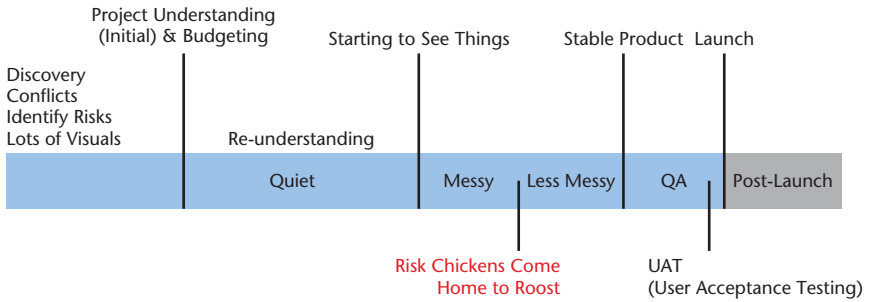 Project Understanding
(Initial) & Budgeting
Starting to See Things
Stable Product Launch
Discovery
Conflicts
Identify Risks
Lots of Visuals
Re-understanding
Quiet
Messy
Less Messy
QA
Post-Launch
Risk Chickens Come
Home to Roost
UAT
(User Acceptance Testing)